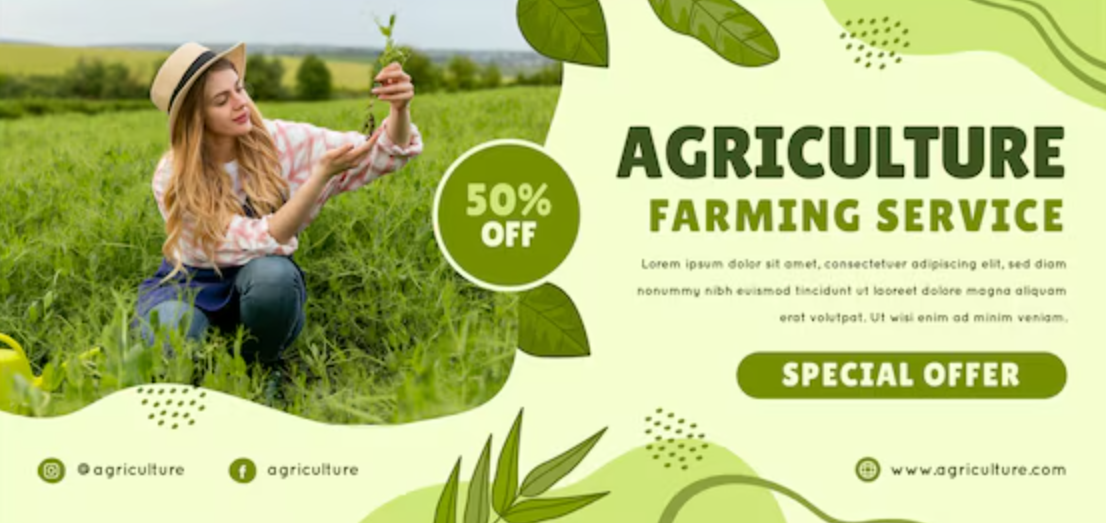 50%
OFF
AGRICULTURE
FARMING SERVICE
Lorem ipsum dolor sit amet, consectetuer adipiscing elit, sed diam
nonummy nibh euismod tincidunt ut laoreet dolore magna aliquam
erat volutpat. Ut wisi enim ad minim veniam.
SPECIAL OFFER
@agriculture
agriculture
www.agriculture.com